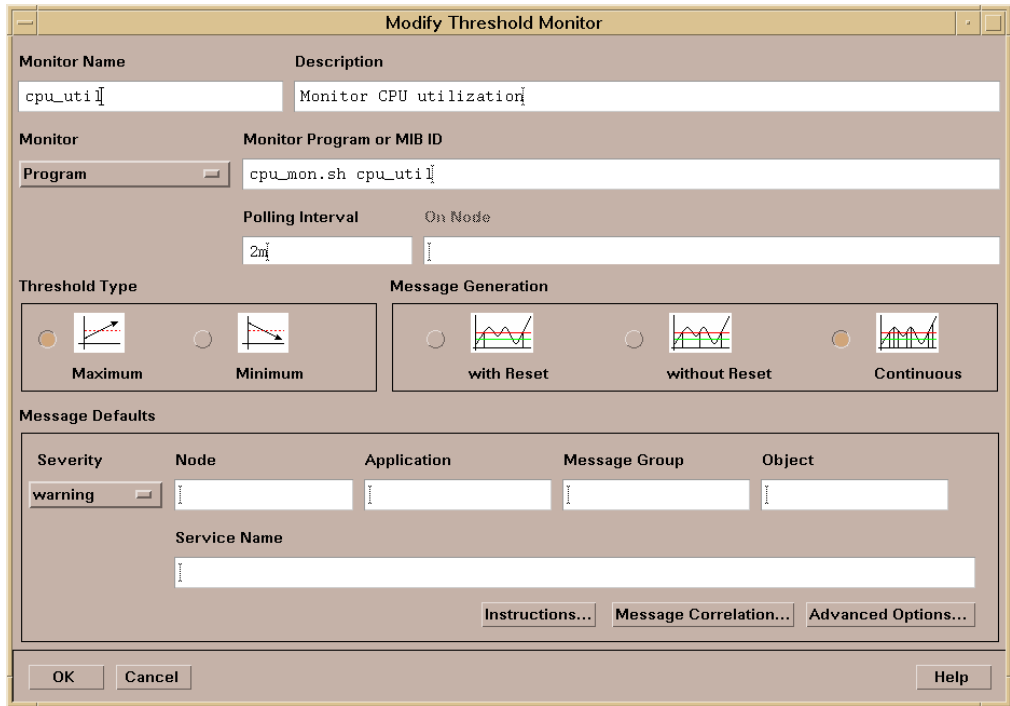 Modify Threshold Monitor
Monitor Name Description
cpu_util Monitor CPU utilization
Monitor Monitor Program or MIB ID
Program cpu_mon.sh cpu_util
Polling Interval On Node
2m
Threshold Type Message Generation
Maximum Minimum with Reset without Reset Continuous
Message Defaults
Severity Node Application Message Group Object
warning
Service Name
Instructions... Message Correlation... Advanced Options...
OK Cancel Help